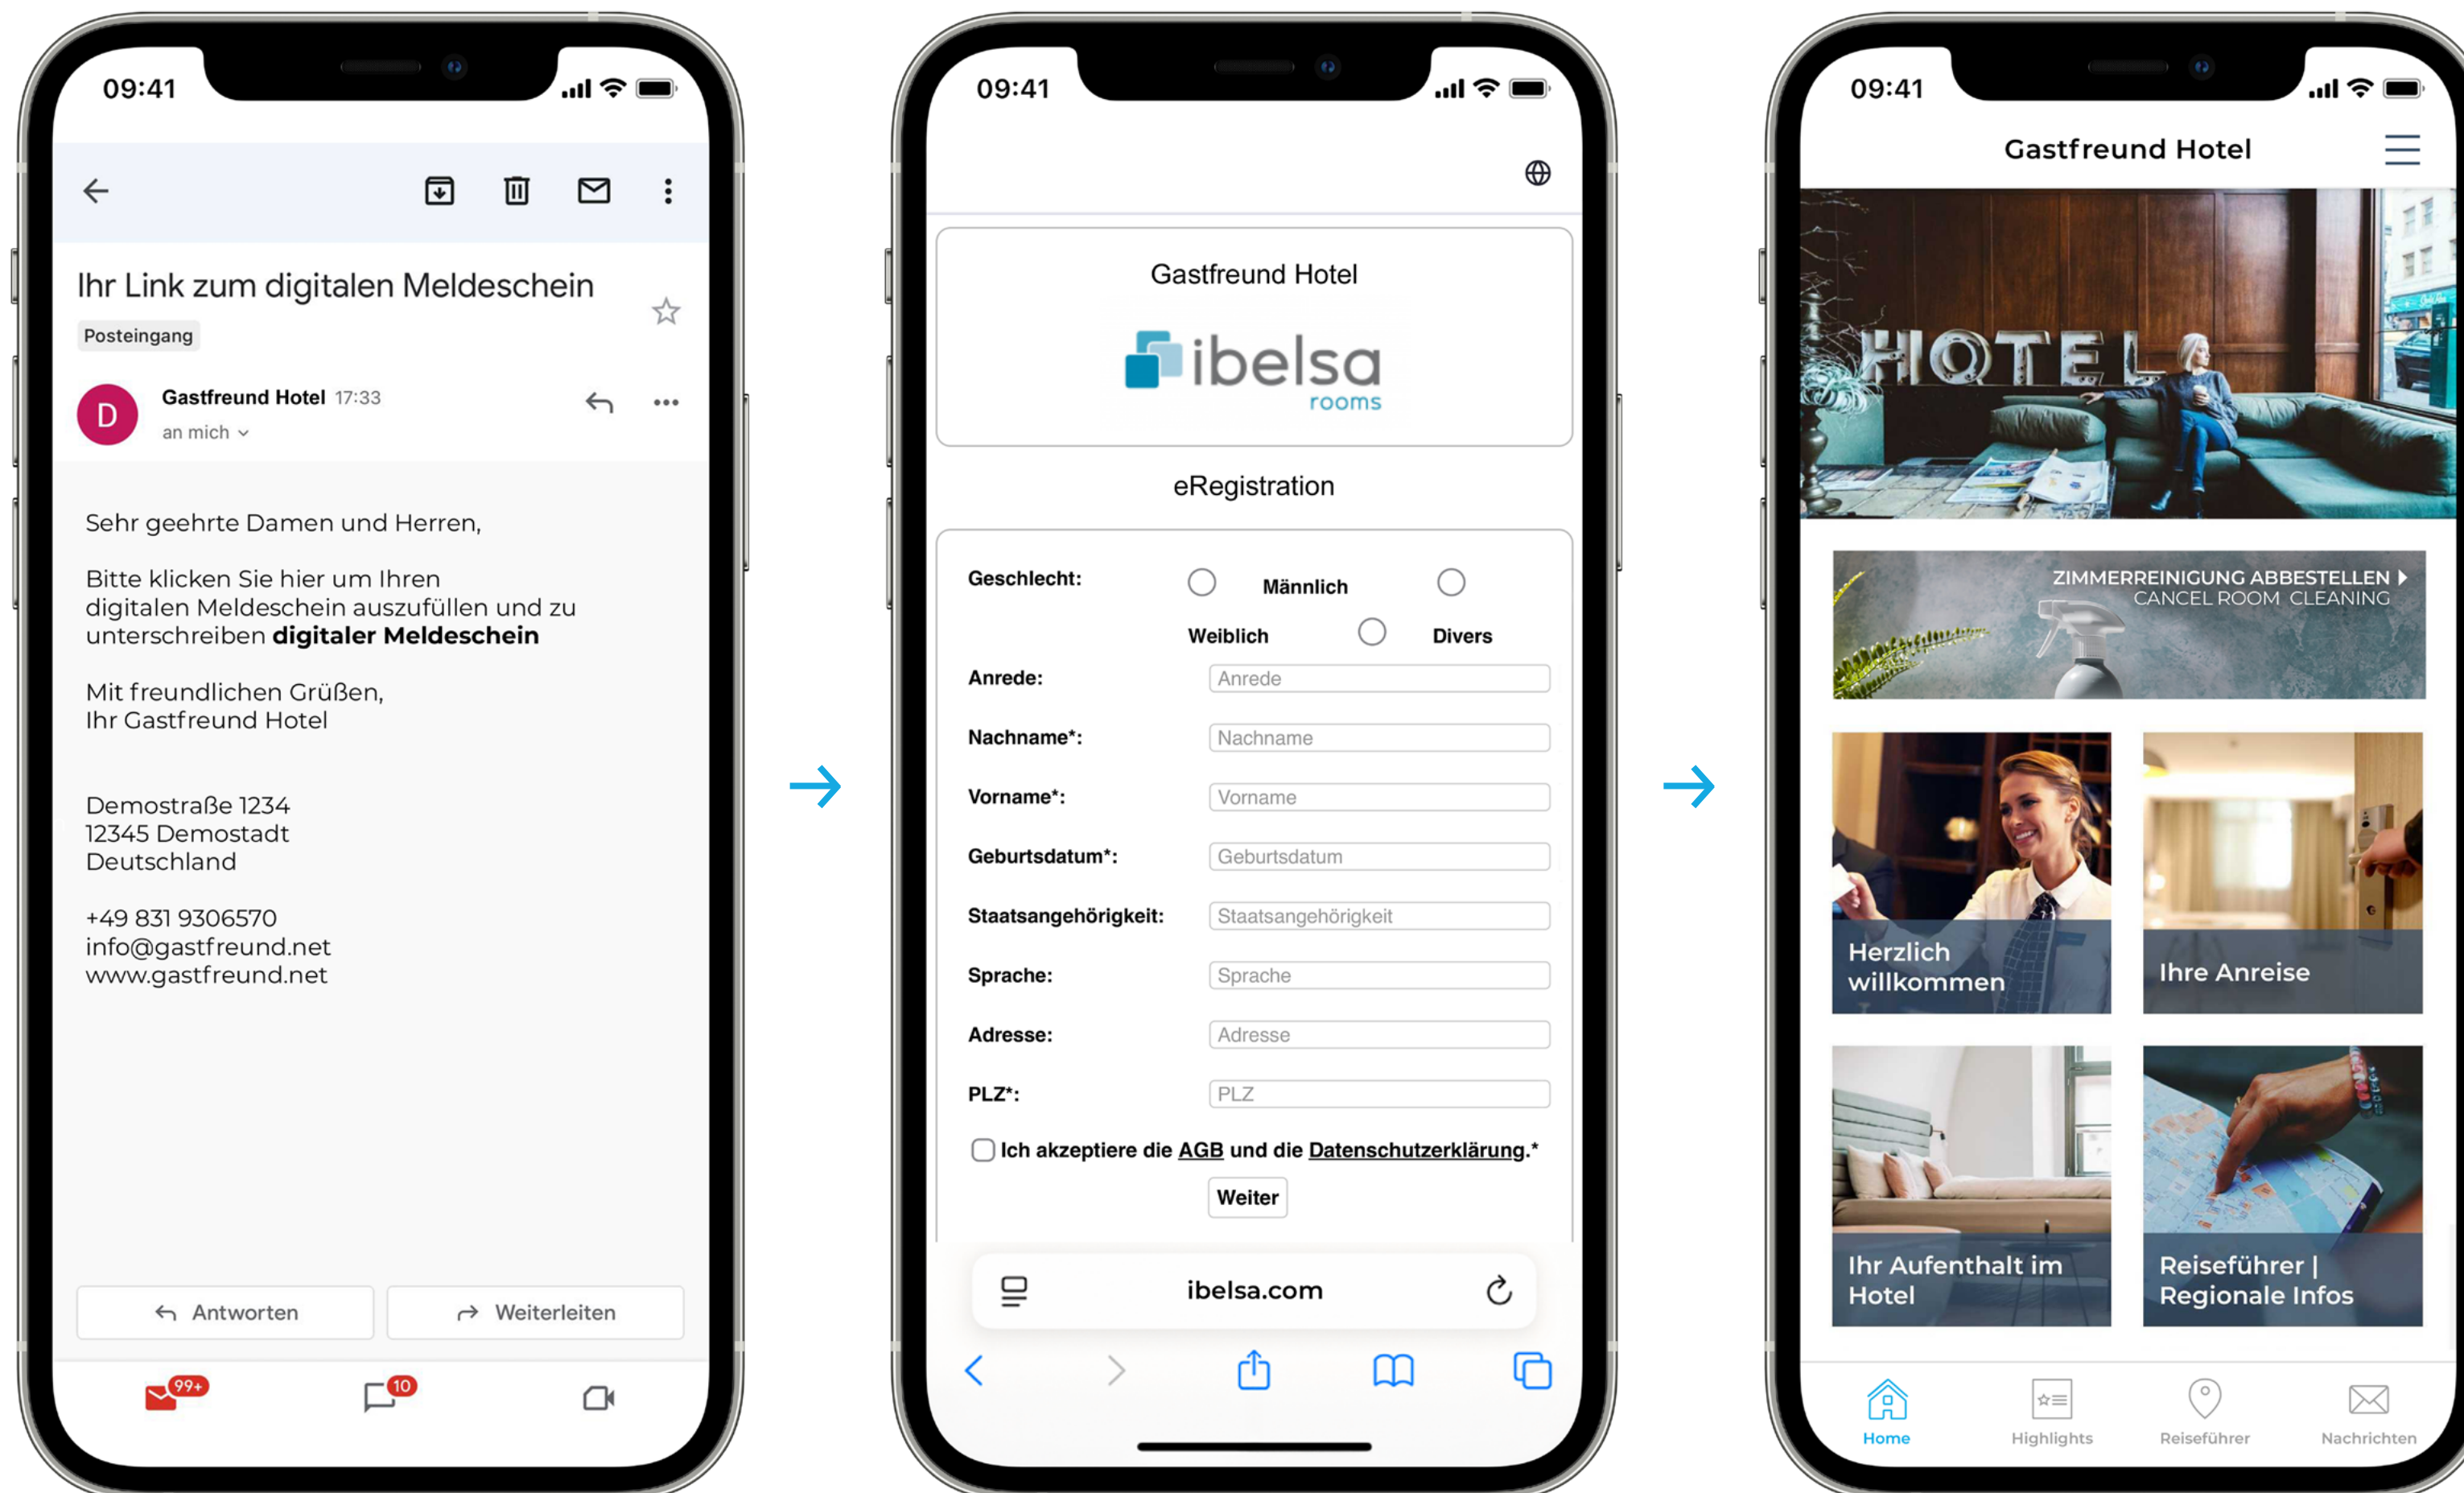 09:41
Ihr Link zum digitalen Meldeschein
Posteingang
D
Gastfreund Hotel 17:33
an mich
Sehr geehrte Damen und Herren,
Bitte klicken Sie hier um Ihren
digitalen Meldeschein auszufüllen und zu
unterschreiben digitaler Meldeschein
Mit freundlichen Grüßen,
Ihr Gastfreund Hotel
Demostraße 1234
12345 Demostadt
Deutschland
+49 831 9306570
info@gastfreund.net
www.gastfreund.net
Antworten
Weiterleiten
99+
10
09:41
Gastfreund Hotel
ibelsa
rooms
eRegistration
Geschlecht: Männlich
Weiblich Divers
Anrede: Anrede
Nachname*: Nachname
Vorname*: Vorname
Geburtsdatum*: Geburtsdatum
Staatsangehörigkeit: Staatsangehörigkeit
Sprache: Sprache
Adresse: Adresse
PLZ*: PLZ
Ich akzeptiere die AGB und die Datenschutzerklärung.*
Weiter
ibelsa.com
09:41
Gastfreund Hotel
HOTEL
ZIMMERREINIGUNG ABBESTELLEN
CANCEL ROOM CLEANING
Herzlich
willkommen
Ihre Anreise
Ihr Aufenthalt im
Hotel
Reiseführer |
Regionale Infos
Home
Highlights
Reiseführer
Nachrichten